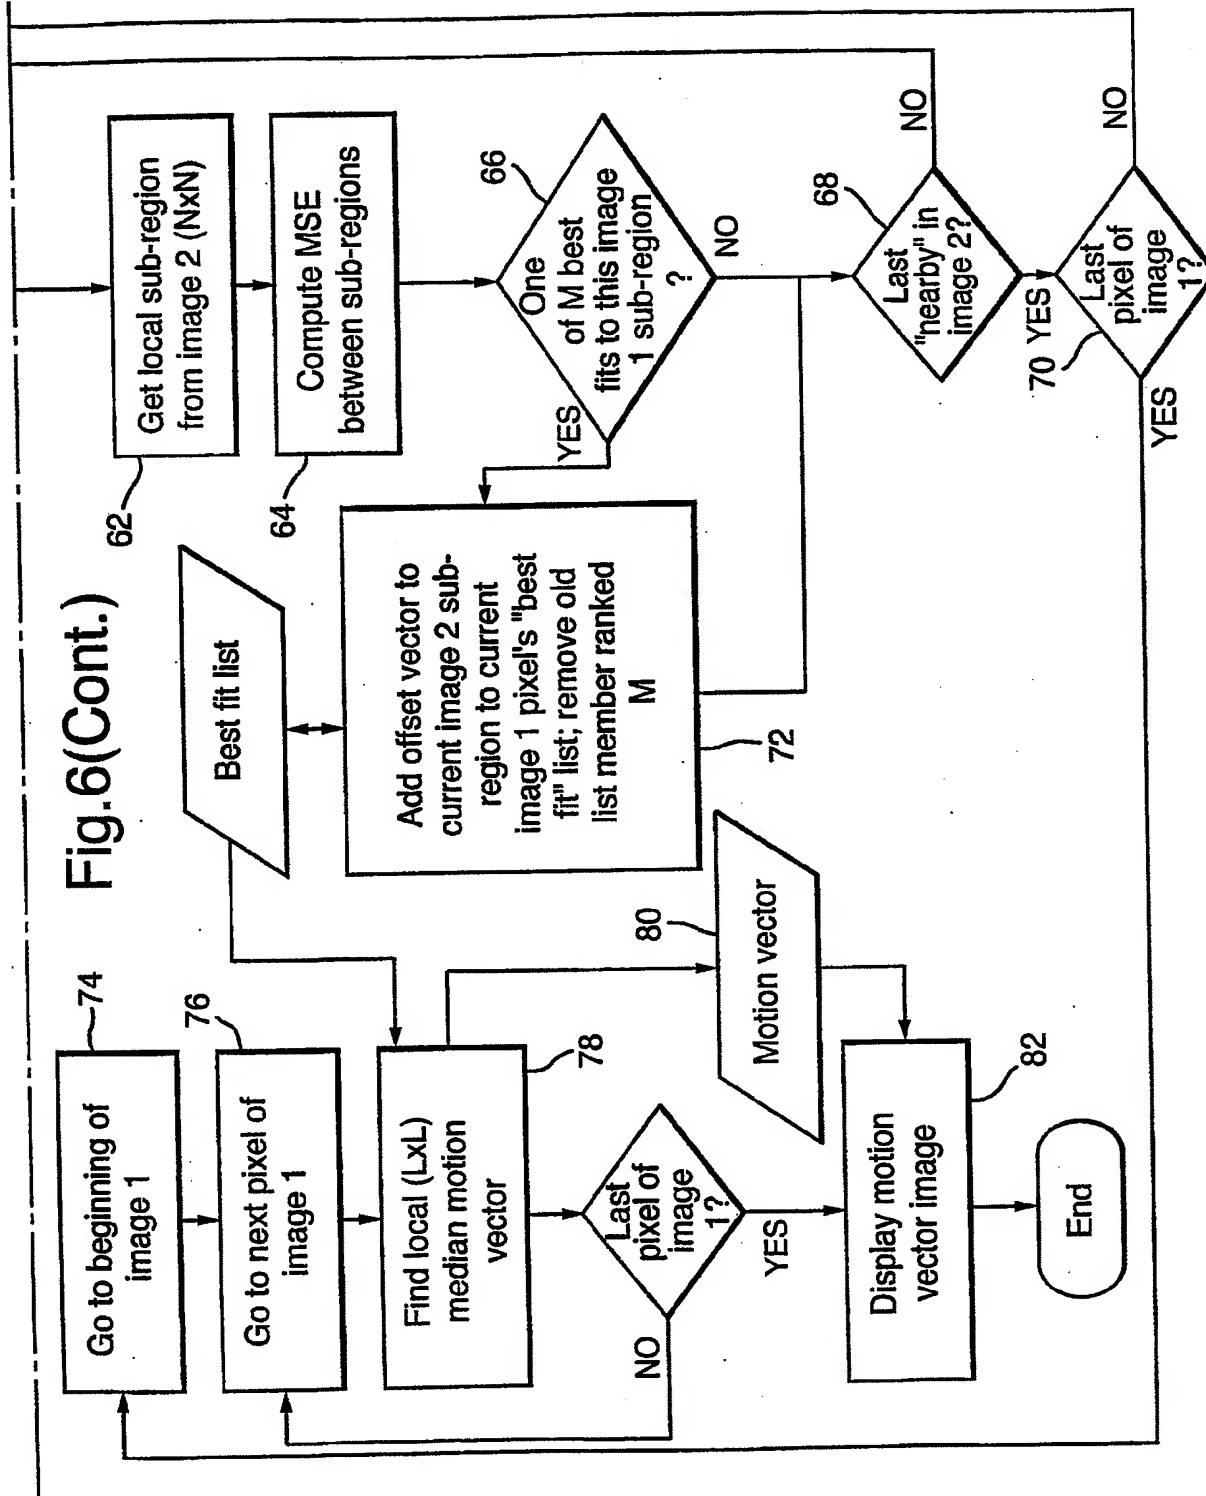 Fig.6(Cont.)
Get local sub-region
from image 2 (NxN)
62
Compute MSE
between sub-regions
64
One
of M best
fits to this image
1 sub-region
?
66
YES
NO
Last
"nearby" in
image 2?
68
NO
YES
Last
pixel of
image
1?
70
NO
YES
Best fit list
Add offset vector to
current image 2 sub-
region to current
image 1 pixel's "best
fit" list; remove old
list member ranked
M
72
Go to beginning of
image 1
74
Go to next pixel of
image 1
76
Find local (LxL)
median motion
vector
78
Last
pixel of
image
1?
NO
YES
Motion vector
80
Display motion
vector image
82
End